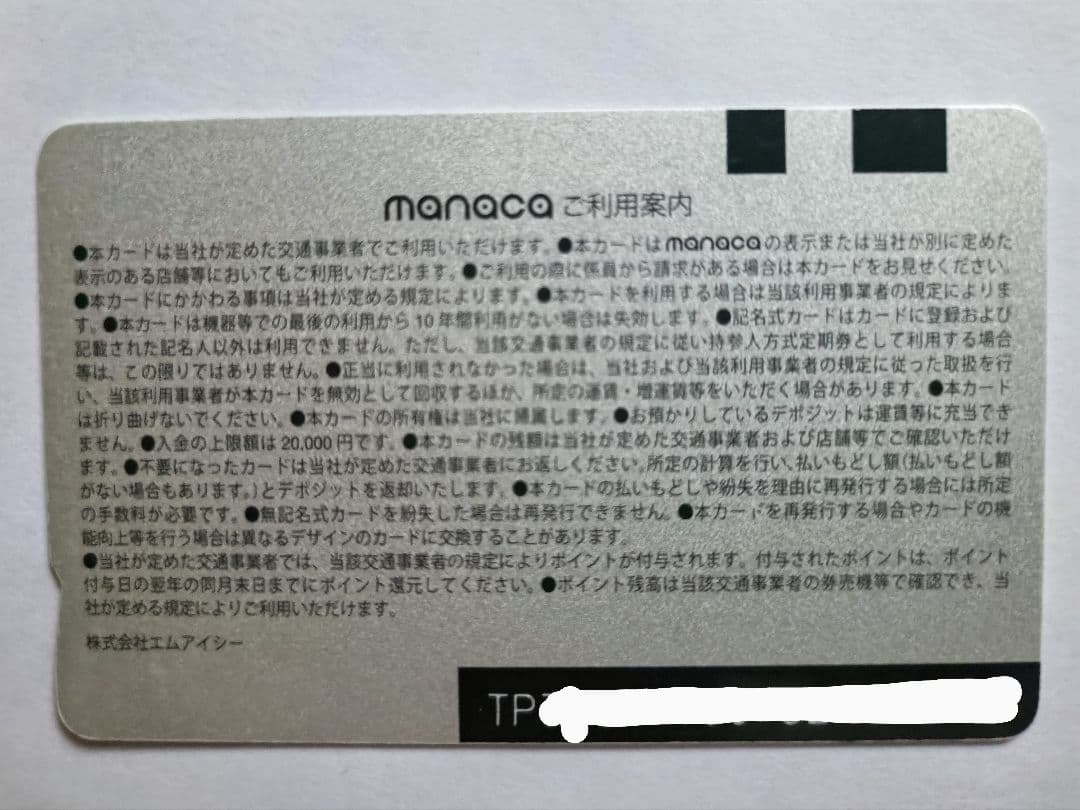 manaca ご利用案内
●本カードは当社が定めた交通事業者でご利用いただけます。●本カードはmanacaの表示または当社が別に定めた
表示のある店舗等においてもご利用いただけます。●ご利用の際に係員から請求がある場合は本カードをお見せください。
●本カードにかかわる事項は当社が定める規定によります。●本カードを利用する場合は当該利用事業者の規定によりま
す。●本カードは機器等での最後の利用から10年間利用がない場合は失効します。●記名式カードはカードに登録および
記載された記名人以外は利用できません。ただし、当該交通事業者の規定に従い持参人方式定期券として利用する場合
等は、この限りではありません。●正当に利用されなかった場合は、当社および当該利用事業者の規定に従った取扱を行
い、当該利用事業者が本カードを無効として回収するほか、所定の運賃・増運賃等をいただく場合があります。●本カード
は折り曲げないでください。●本カードの所有権は当社に帰属します。●お預かりしているデポジットは運賃等に充当でき
ません。●入金の上限額は20,000円です。●本カードの残額は当社が定めた交通事業者および店舗等でご確認いただけ
ます。●不要になったカードは当社が定めた交通事業者にお返しください。所定の計算を行い、払いもどし額(払いもどし額
がない場合もあります。)とデポジットを返却いたします。●本カードの払いもどしや紛失を理由に再発行する場合には所定
の手数料が必要です。●無記名式カードを紛失した場合は再発行できません。●本カードを再発行する場合やカードの機
能向上等を行う場合は異なるデザインのカードに交換することがあります。
●当社が定めた交通事業者では、当該交通事業者の規定によりポイントが付与されます。付与されたポイントは、ポイント
付与日の翌年の同月末日までにポイント還元してください。●ポイント残高は当該交通事業者の券売機等で確認でき、当
社が定める規定によりご利用いただけます。
株式会社エムアイシー
TP